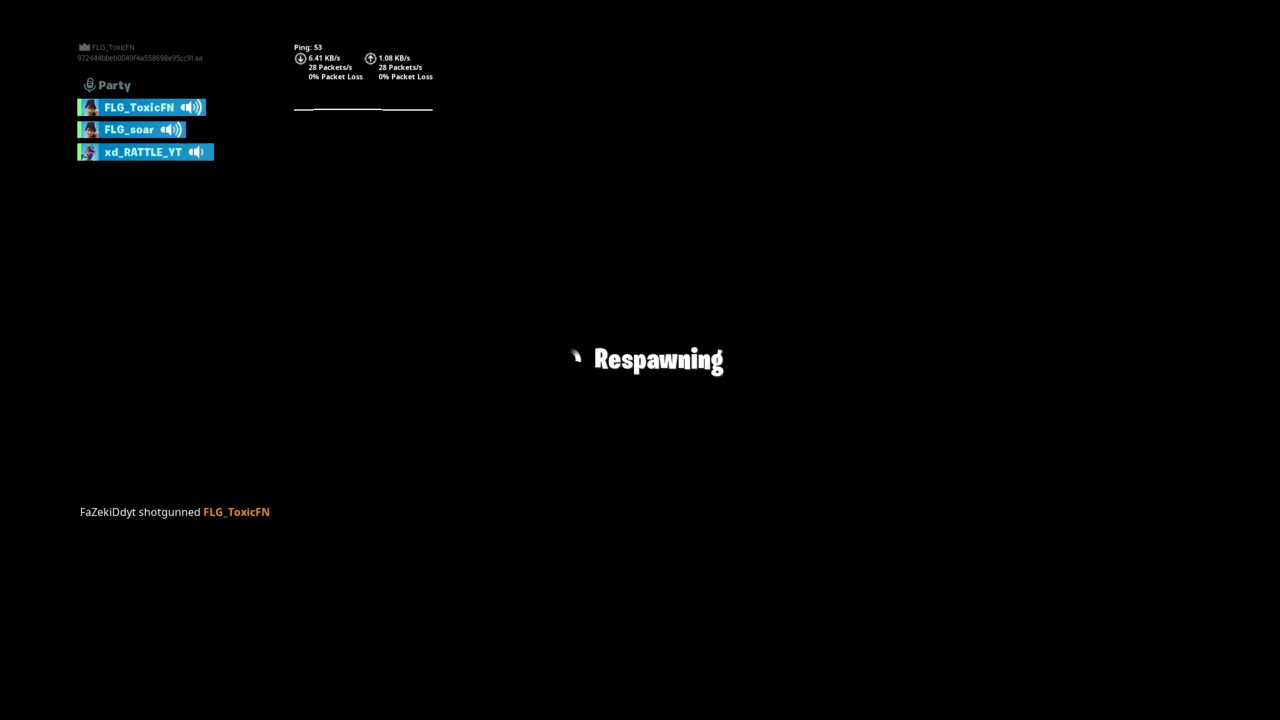 FLG_ToxicFN
972444bbeb0049f4a558698e95cc91aa
Party
FLG_ToxicFN
FLG_soar
xd_RATTLE_YT
Ping: 53
6.41 KB/s 1.08 KB/s
28 Packets/s 28 Packets/s
0% Packet Loss 0% Packet Loss
Respawning
FaZekiDdyt shotgunned FLG_ToxicFN